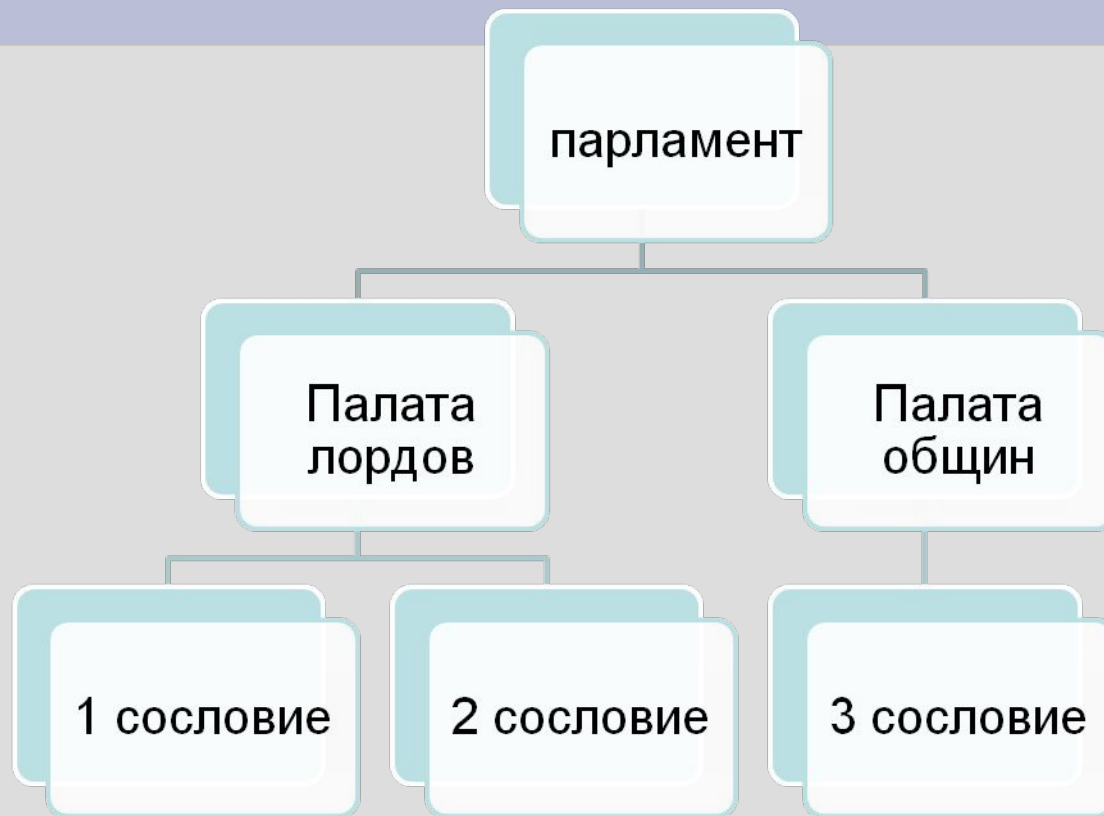 парламент
Палата
лордов
Палата
общин
1 сословие
2 сословие
3 сословие